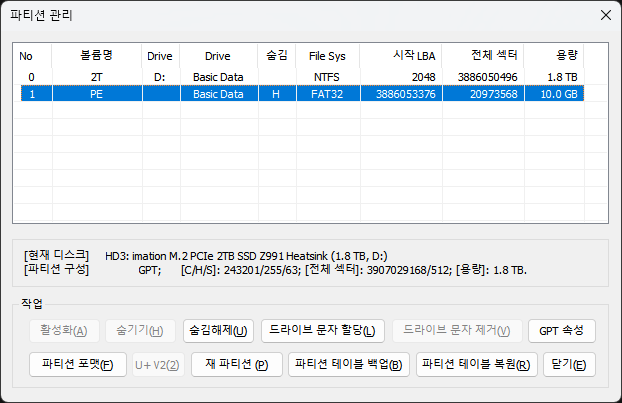 파티션 관리
No 볼륨명 Drive Drive 숨김 File Sys 시작 LBA 전체 섹터 용량
0 2T D: Basic Data NTFS 2048 3886050496 1.8 TB
1 PE Basic Data H FAT32 3886053376 20973568 10.0 GB
[현재 디스크] HD3: imation M.2 PCIe 2TB SSD Z991 Heatsink (1.8 TB, D:)
[파티션 구성] GPT; [C/H/S]: 243201/255/63; [전체 섹터]: 3907029168/512; [용량]: 1.8 TB.
작업
활성화(A) 숨기기(H) 숨김해제(U) 드라이브 문자 할당(L) 드라이브 문자 제거(V) GPT 속성
파티션 포맷(F) U+ V2(2) 재 파티션 (P) 파티션 테이블 백업(B) 파티션 테이블 복원(R) 닫기(E)